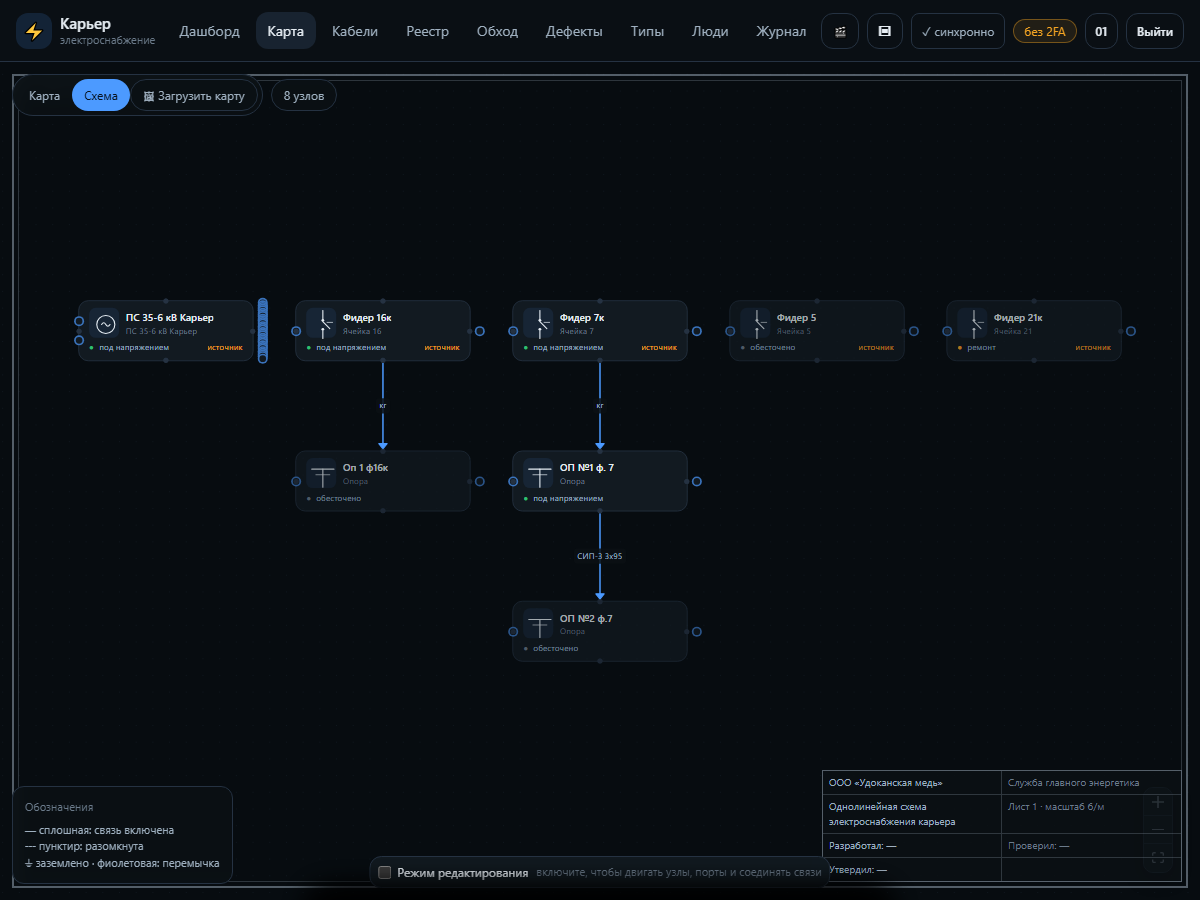 Карьер
электроснабжение
Дашборд
Карта
Кабели
Реестр
Обход
Дефекты
Типы
Люди
Журнал
✓ синхронно
без 2FA
01
Выйти
Карта
Схема
Загрузить карту
8 узлов
ПС 35-6 кВ Карьер
ПС 35-6 кВ Карьер
под напряжением
источник
Фидер 16к
Ячейка 16
под напряжением
источник
Фидер 7к
Ячейка 7
под напряжением
источник
Фидер 5
Ячейка 5
обесточено
источник
Фидер 21к
Ячейка 21
ремонт
источник
кг
кг
Оп 1 ф16к
Опора
обесточено
ОП №1 ф. 7
Опора
под напряжением
СИП-3 3х95
ОП №2 ф.7
Опора
обесточено
Обозначения
— сплошная: связь включена
--- пунктир: разомкнута
⏚ заземлено · фиолетовая: перемычка
Режим редактирования
включите, чтобы двигать узлы, порты и соединять связи
ООО «Удоканская медь»
Служба главного энергетика
Однолинейная схема
электроснабжения карьера
Лист 1 · масштаб б/м
Разработал: —
Проверил: —
Утвердил: —